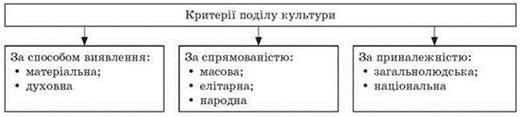 Критерії поділу культури
За способом виявлення:
• матеріальна;
• духовна
За спрямованістю:
• масова;
• елітарна;
• народна
За приналежністю:
• загальнолюдська;
• національна